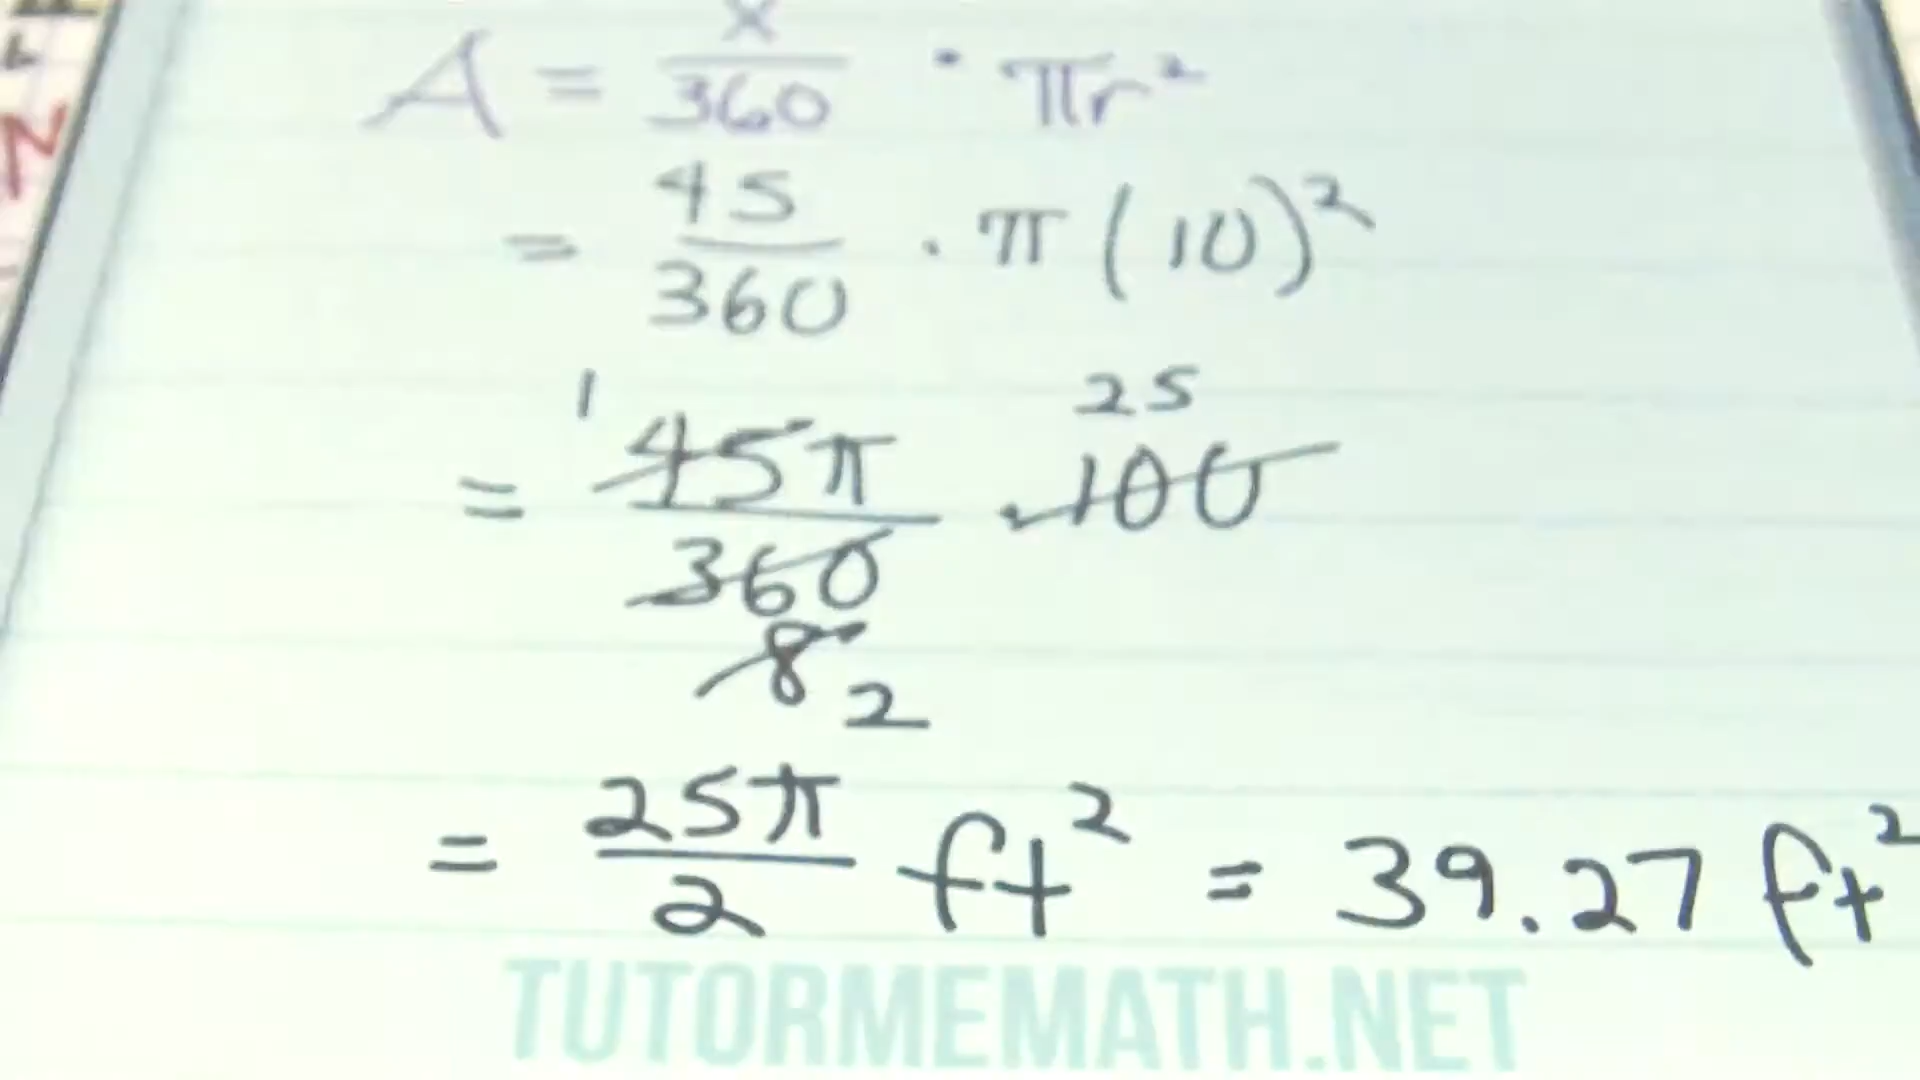 A = x/360 · πr²
= 45/360 · π(10)²
1 25
= 45π/360 · 100
8 2
= 25π/2 ft² = 39.27 ft²
TUTORMEMATH.NET
N